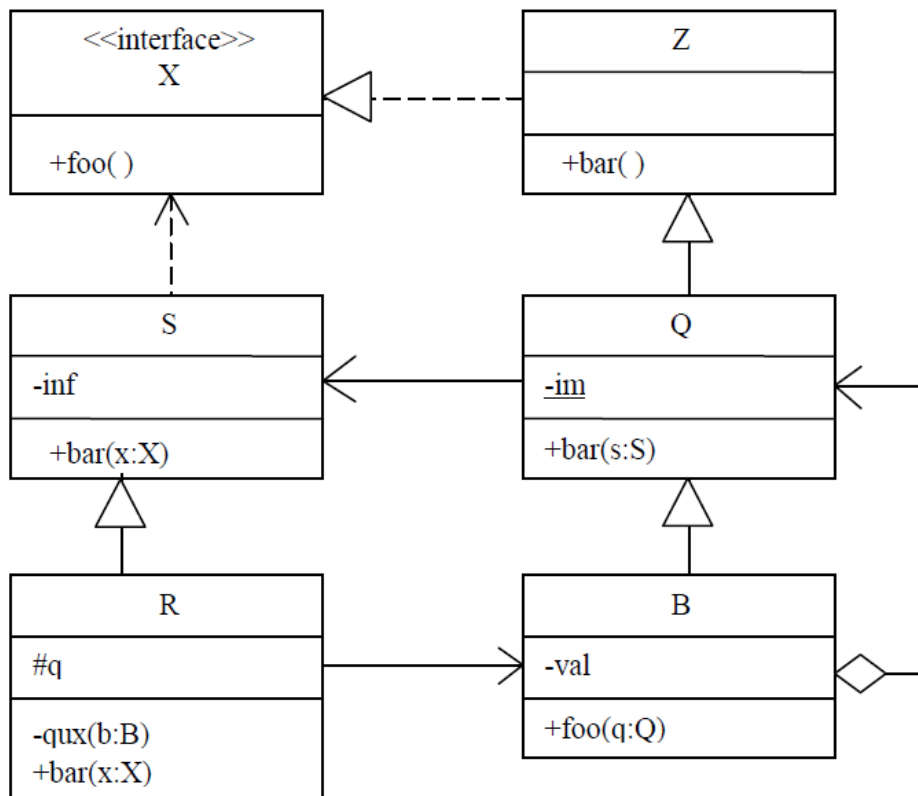 <<interface>>
X
+foo( )
Z
+bar( )
S
-inf
+bar(x:X)
Q
-im
+bar(s:S)
R
#q
-qux(b:B)
+bar(x:X)
B
-val
+foo(q:Q)